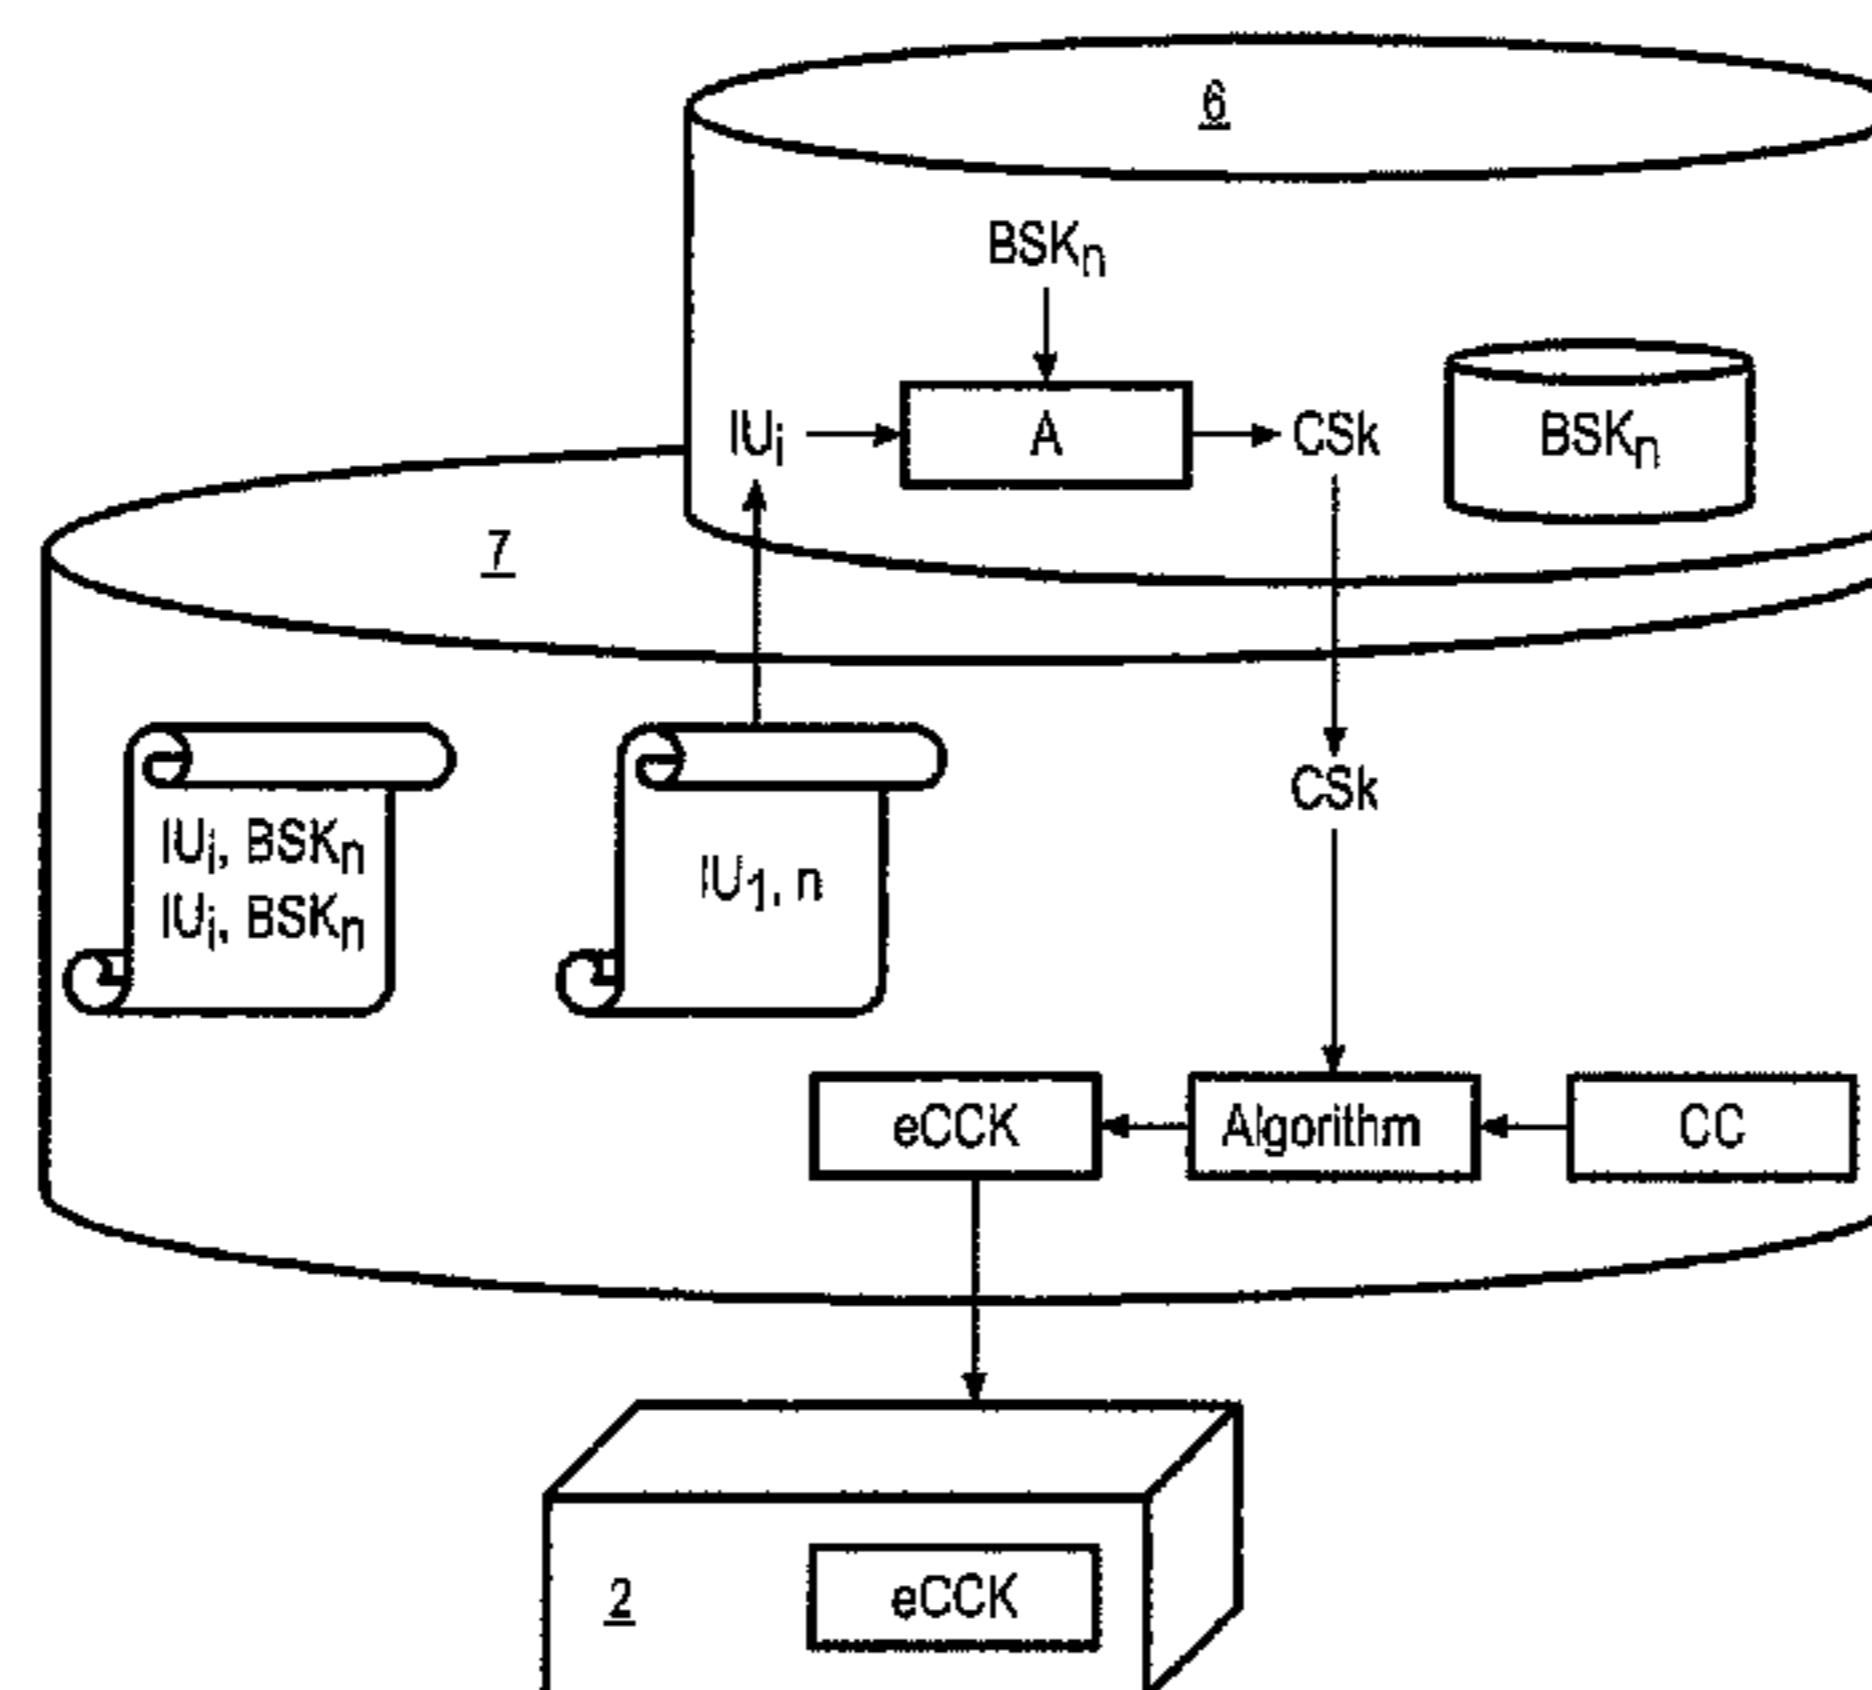 6
BSKn
IUi
A
CSk
BSKn
7
CSk
IUi, BSKn
IUi, BSKn
IU1, n
eCCK
Algorithm
CC
2
eCCK